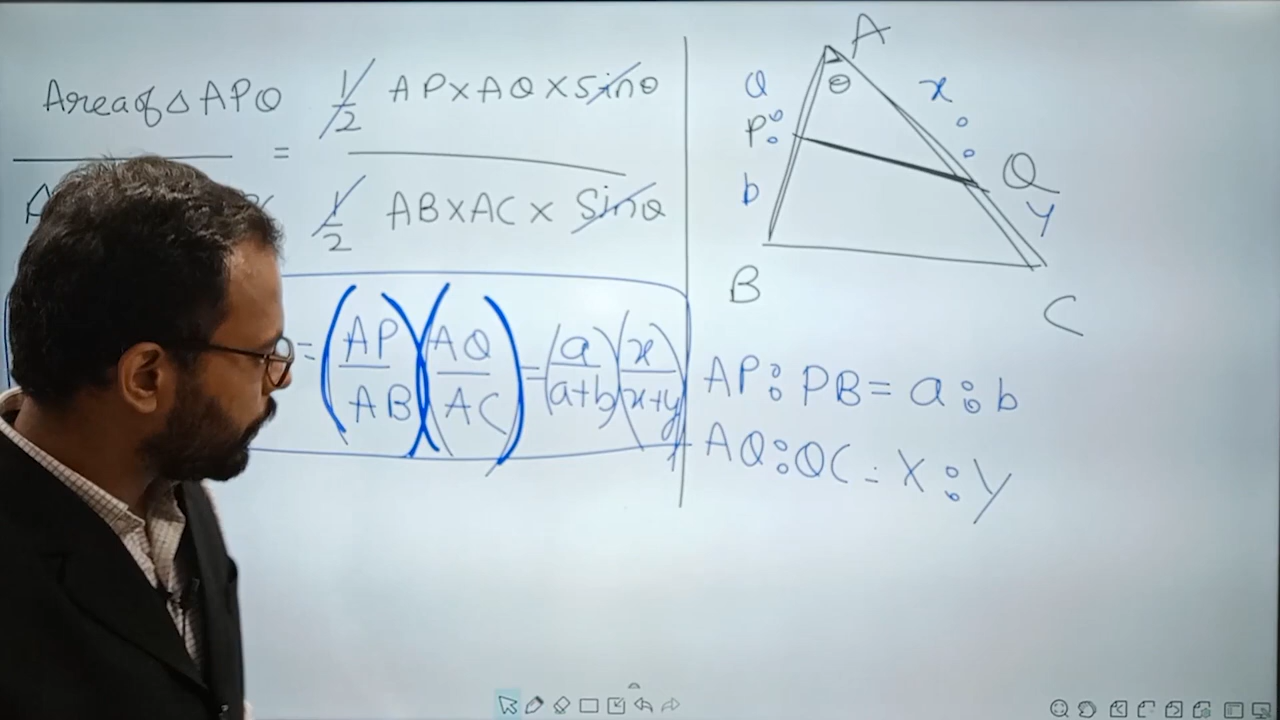 Area of △ APQ
1/2 AP×AQ×sinθ
=
1/2 AB×AC× Sinθ
= (AP/AB)(AQ/AC) = (a/a+b)(x/x+y)
A
θ
a
x
P
:
:
Q
b
y
B
C
AP:PB = a:b
AQ:QC = x:y